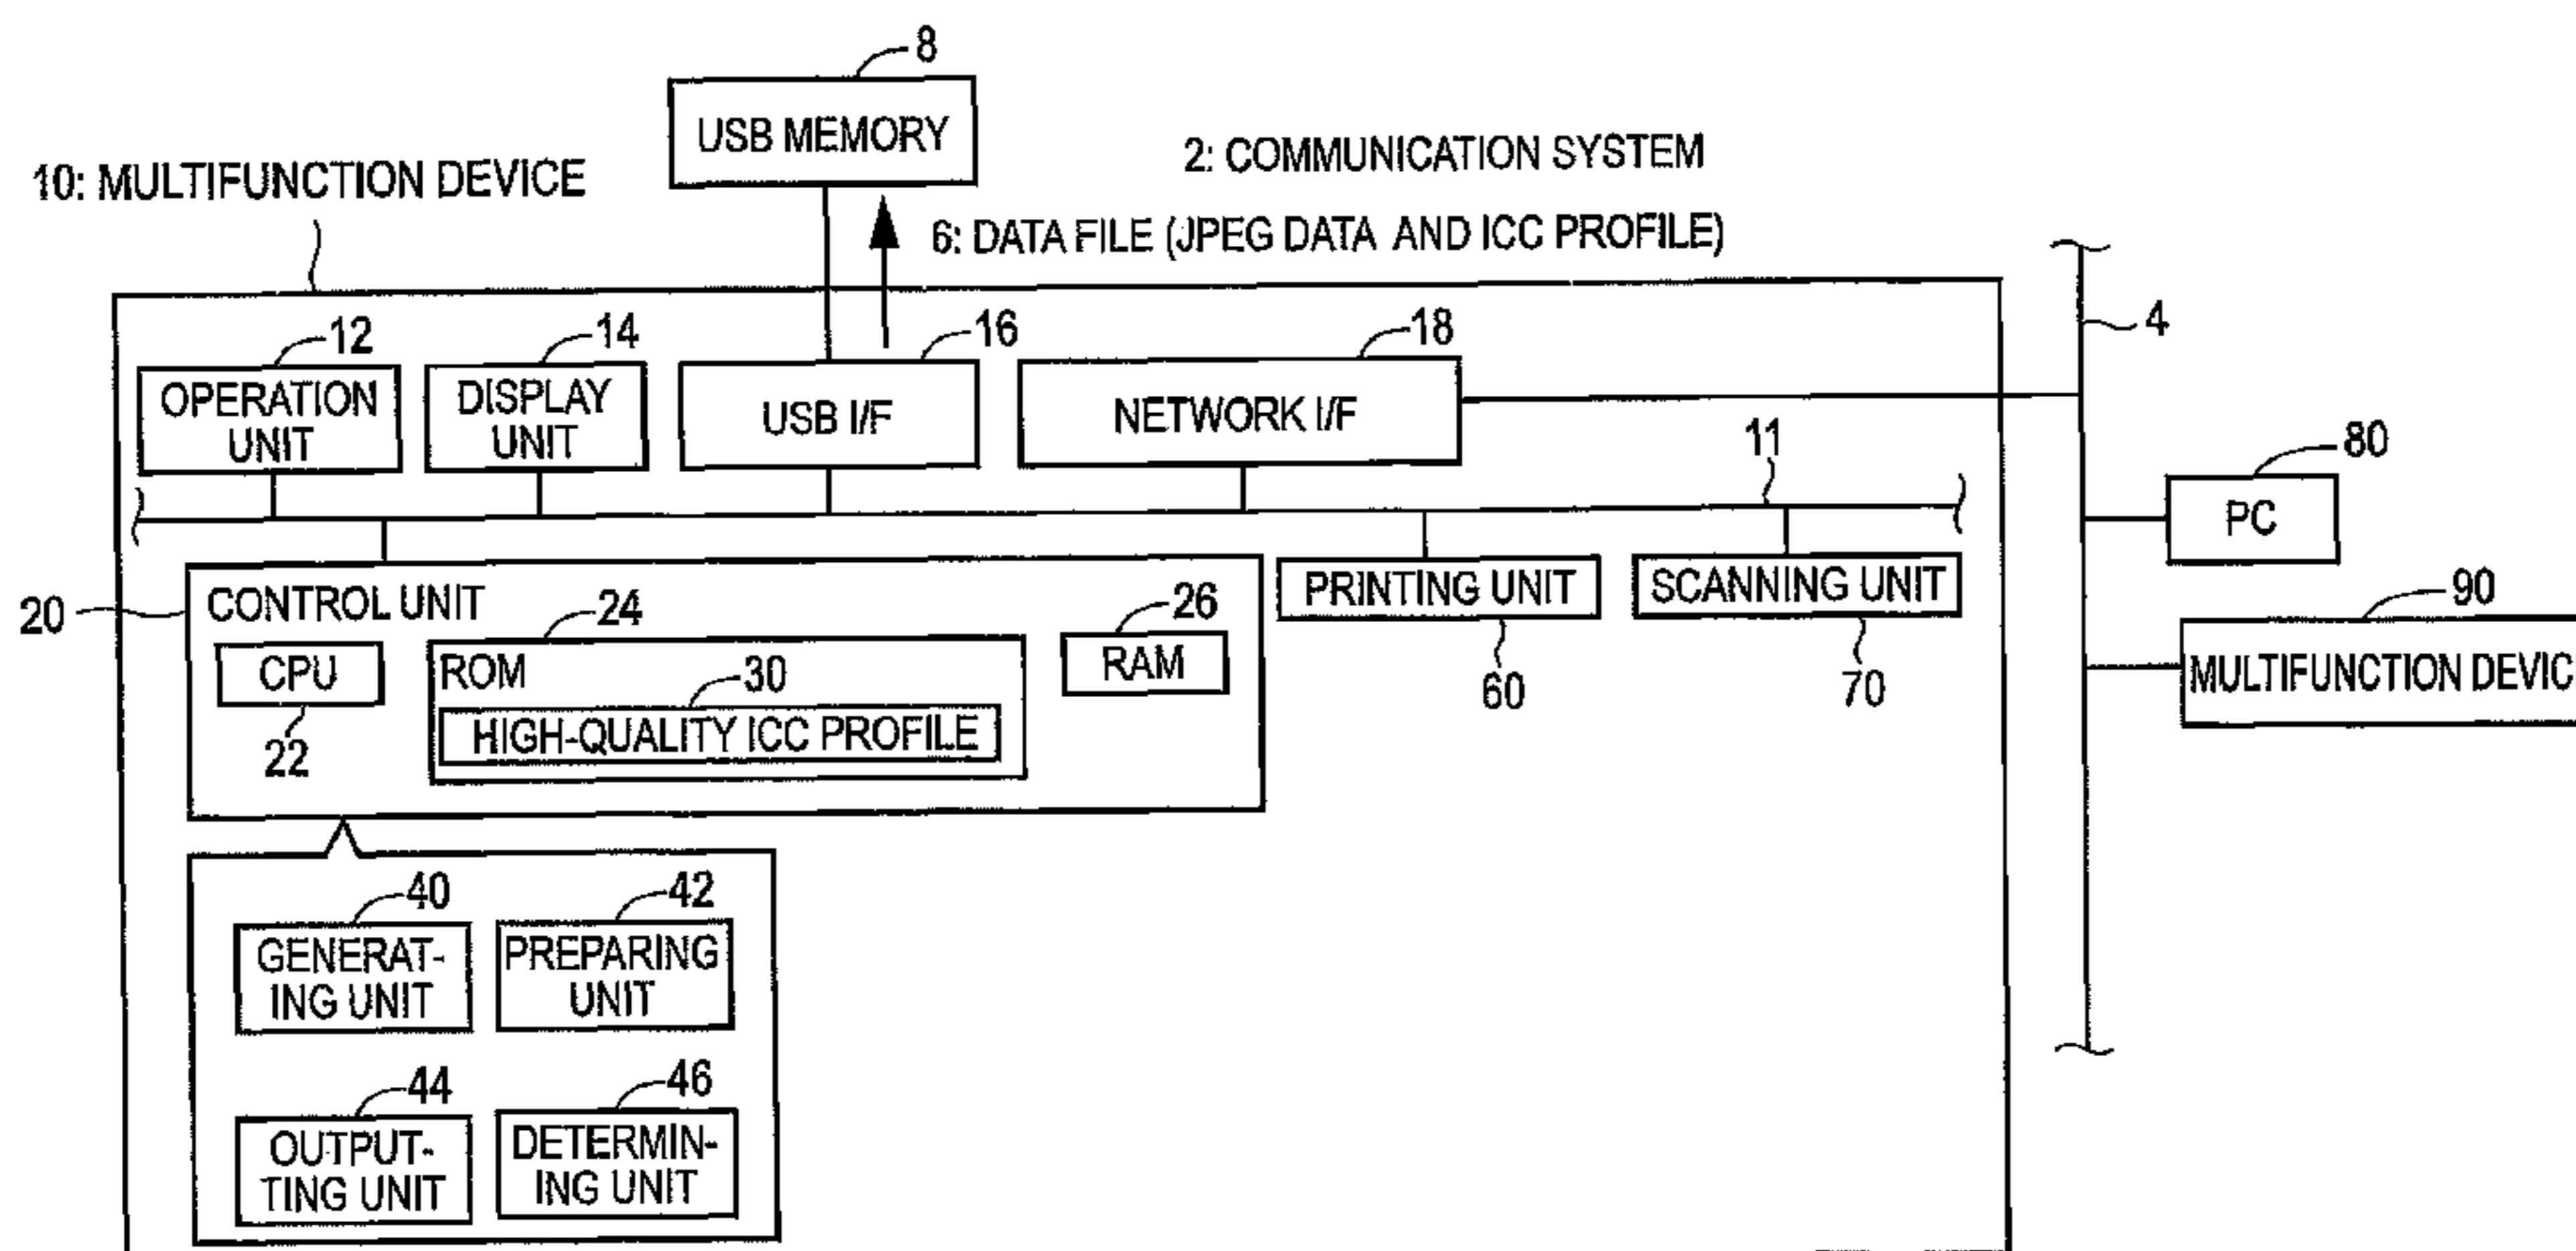 8
USB MEMORY
2: COMMUNICATION SYSTEM
10: MULTIFUNCTION DEVICE
6: DATA FILE (JPEG DATA AND ICC PROFILE)
12
14
16
18
4
OPERATION
UNIT
DISPLAY
UNIT
USB I/F
NETWORK I/F
11
80
PC
20
CONTROL UNIT
24
26
PRINTING UNIT
SCANNING UNIT
90
CPU
ROM
30
RAM
60
70
MULTIFUNCTION DEVIC
22
HIGH-QUALITY ICC PROFILE
40
42
GENERAT-
ING UNIT
PREPARING
UNIT
44
46
OUTPUT-
TING UNIT
DETERMIN-
ING UNIT